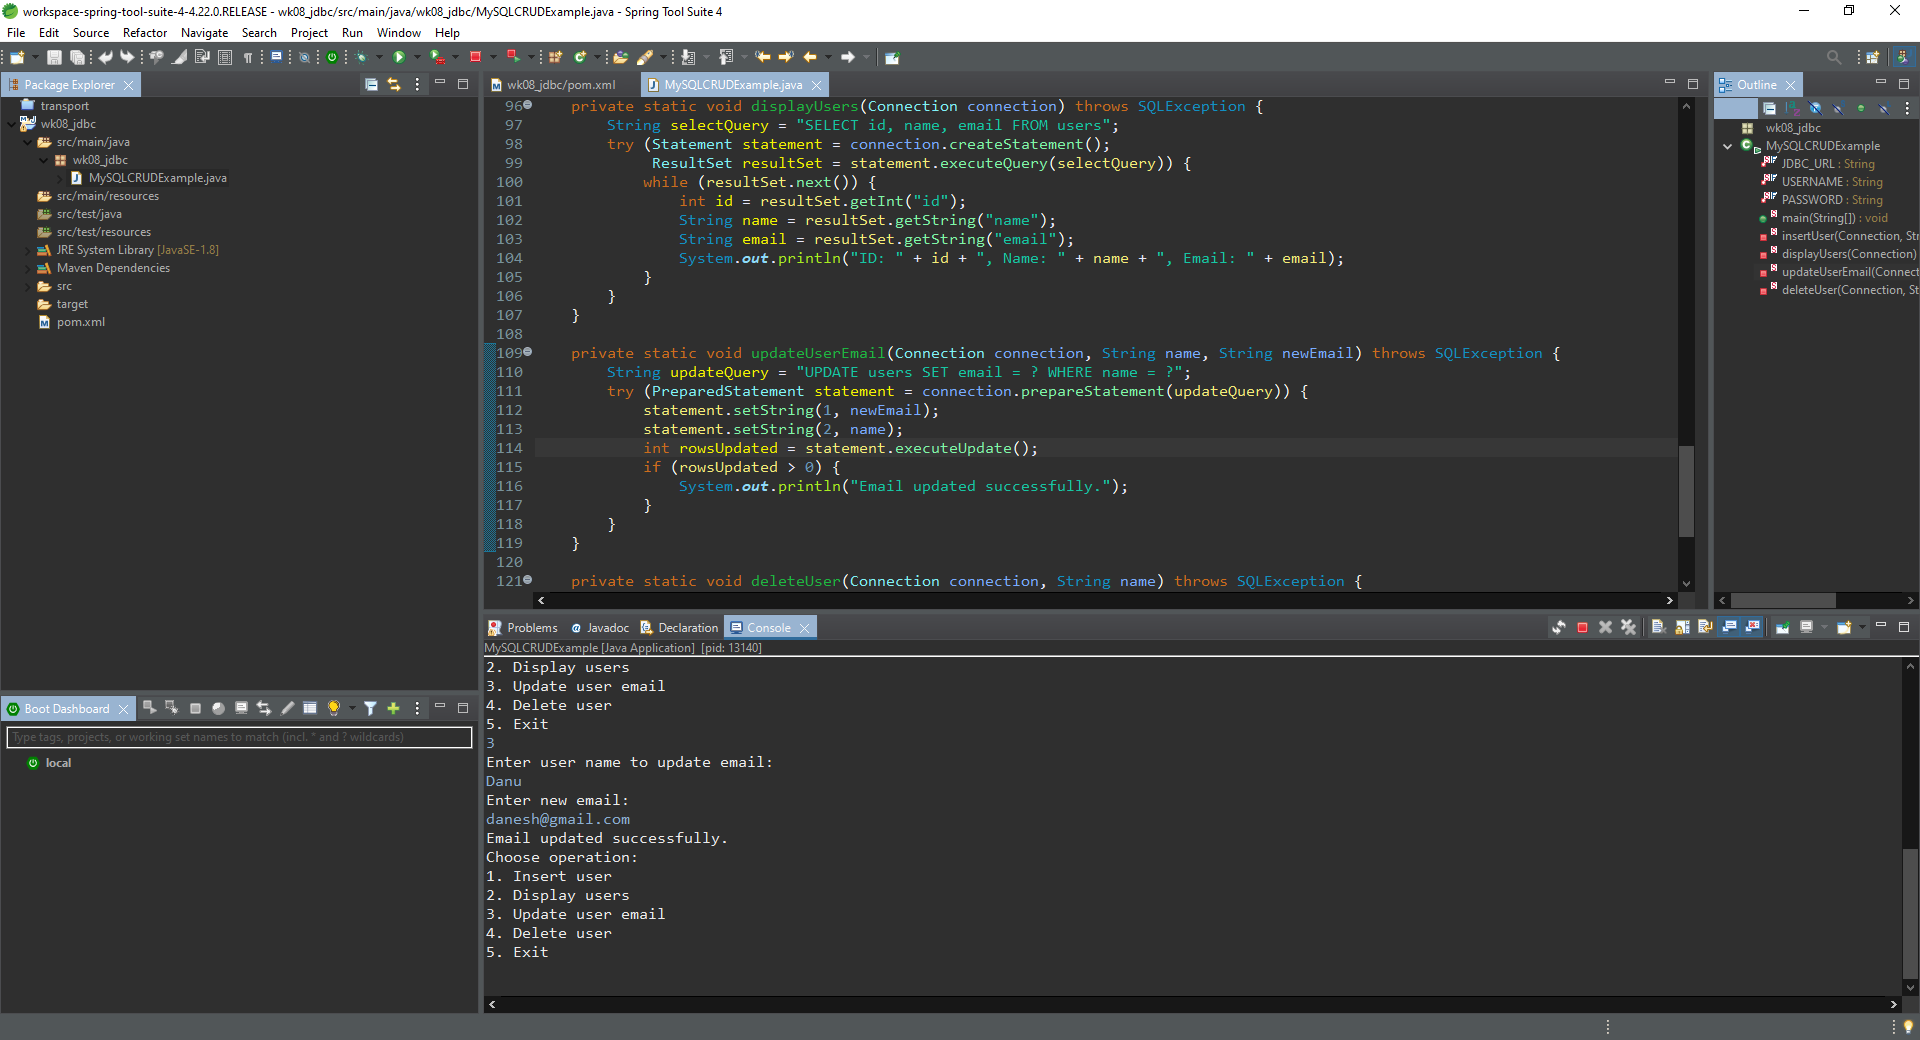 workspace-spring-tool-suite-4-4.22.0.RELEASE - wk08_jdbc/src/main/java/wk08_jdbc/MySQLCRUDExample.java - Spring Tool Suite 4
File Edit Source Refactor Navigate Search Project Run Window Help
Package Explorer
transport
wk08_jdbc
src/main/java
wk08_jdbc
MySQLCRUDExample.java
src/main/resources
src/test/java
src/test/resources
JRE System Library [JavaSE-1.8]
Maven Dependencies
src
target
pom.xml
wk08_jdbc/pom.xml
MySQLCRUDExample.java
96 private static void displayUsers(Connection connection) throws SQLException {
97 String selectQuery = "SELECT id, name, email FROM users";
98 try (Statement statement = connection.createStatement();
99 ResultSet resultSet = statement.executeQuery(selectQuery)) {
100 while (resultSet.next()) {
101 int id = resultSet.getInt("id");
102 String name = resultSet.getString("name");
103 String email = resultSet.getString("email");
104 System.out.println("ID: " + id + ", Name: " + name + ", Email: " + email);
105 }
106 }
107 }
108
109 private static void updateUserEmail(Connection connection, String name, String newEmail) throws SQLException {
110 String updateQuery = "UPDATE users SET email = ? WHERE name = ?";
111 try (PreparedStatement statement = connection.prepareStatement(updateQuery)) {
112 statement.setString(1, newEmail);
113 statement.setString(2, name);
114 int rowsUpdated = statement.executeUpdate();
115 if (rowsUpdated > 0) {
116 System.out.println("Email updated successfully.");
117 }
118 }
119 }
120
121 private static void deleteUser(Connection connection, String name) throws SQLException {
Outline
wk08_jdbc
MySQLCRUDExample
JDBC_URL : String
USERNAME : String
PASSWORD : String
main(String[]) : void
insertUser(Connection, Str
displayUsers(Connection)
updateUserEmail(Connect
deleteUser(Connection, St
Boot Dashboard
Type tags, projects, or working set names to match (incl. * and ? wildcards)
local
Problems Javadoc Declaration Console
MySQLCRUDExample [Java Application] [pid: 13140]
2. Display users
3. Update user email
4. Delete user
5. Exit
3
Enter user name to update email:
Danu
Enter new email:
danesh@gmail.com
Email updated successfully.
Choose operation:
1. Insert user
2. Display users
3. Update user email
4. Delete user
5. Exit